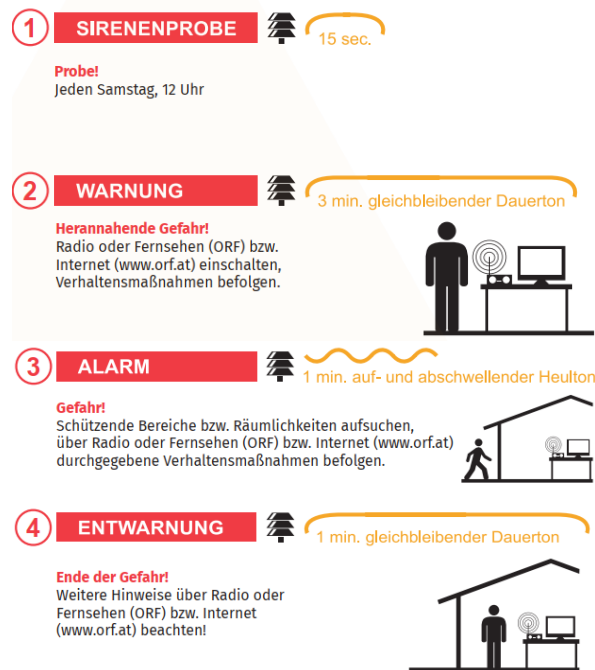 1 SIRENENPROBE 15 sec.
Probe!
Jeden Samstag, 12 Uhr
2 WARNUNG 3 min. gleichbleibender Dauerton
Herannahende Gefahr!
Radio oder Fernsehen (ORF) bzw.
Internet (www.orf.at) einschalten,
Verhaltensmaßnahmen befolgen.
3 ALARM 1 min. auf- und abschwellender Heulton
Gefahr!
Schützende Bereiche bzw. Räumlichkeiten aufsuchen,
über Radio oder Fernsehen (ORF) bzw. Internet (www.orf.at)
durchgegebene Verhaltensmaßnahmen befolgen.
4 ENTWARNUNG 1 min. gleichbleibender Dauerton
Ende der Gefahr!
Weitere Hinweise über Radio oder
Fernsehen (ORF) bzw. Internet
(www.orf.at) beachten!